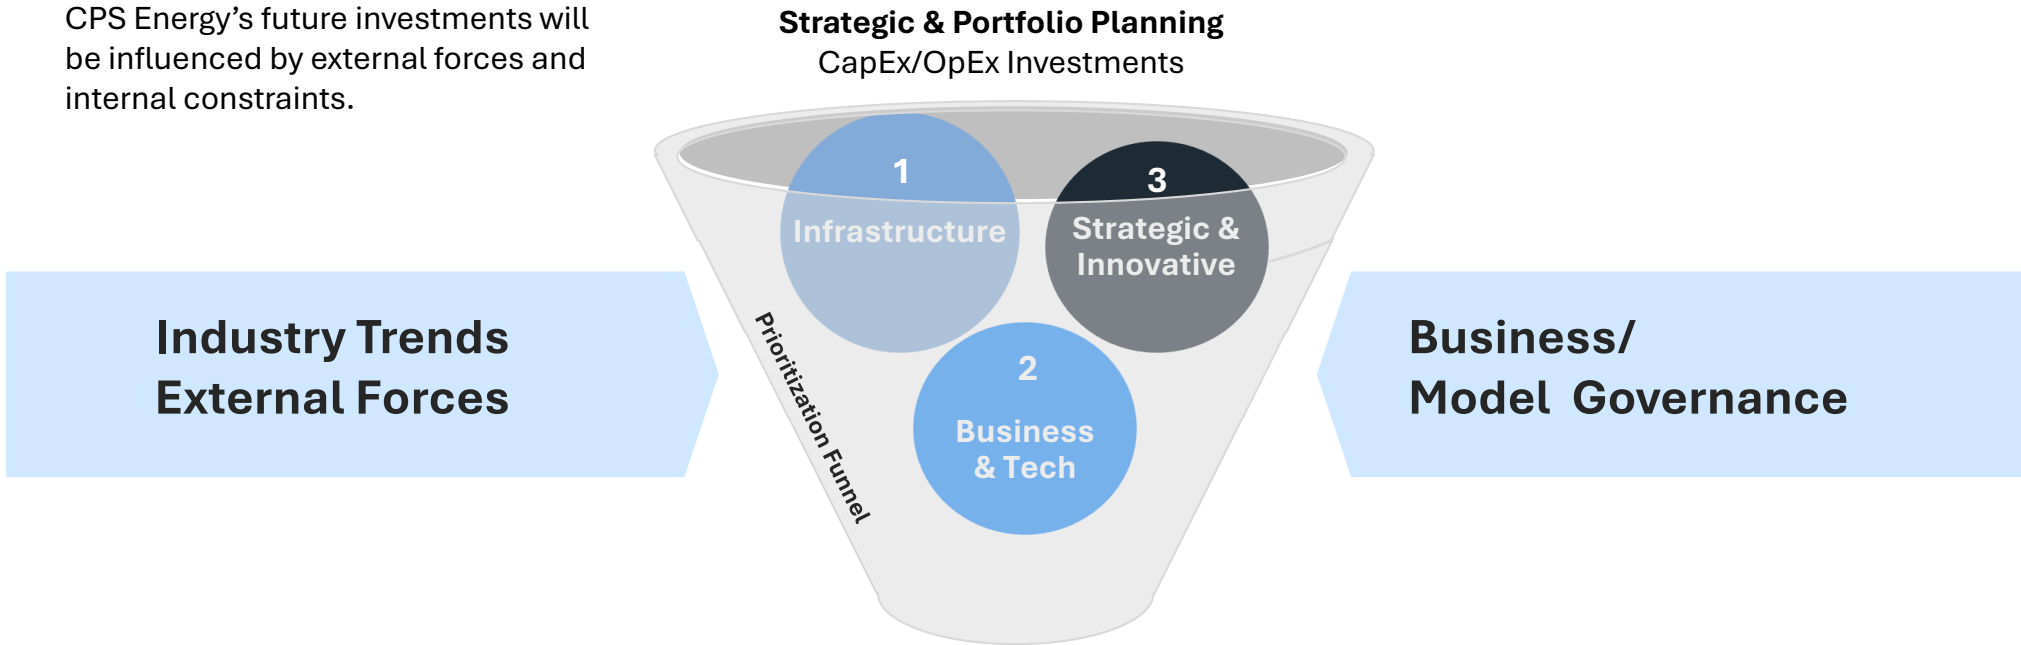 CPS Energy’s future investments will
be influenced by external forces and
internal constraints.
Strategic & Portfolio Planning
CapEx/OpEx Investments
1
Infrastructure
3
Strategic &
Innovative
2
Business
& Tech
Prioritization Funnel
Industry Trends
External Forces
Business/
Model  Governance